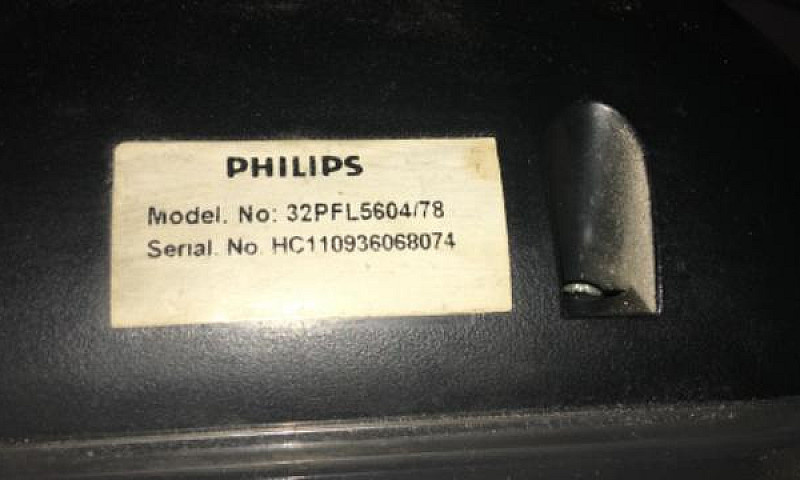 PHILIPS
Model. No: 32PFL5604/78
Serial. No. HC110936068074